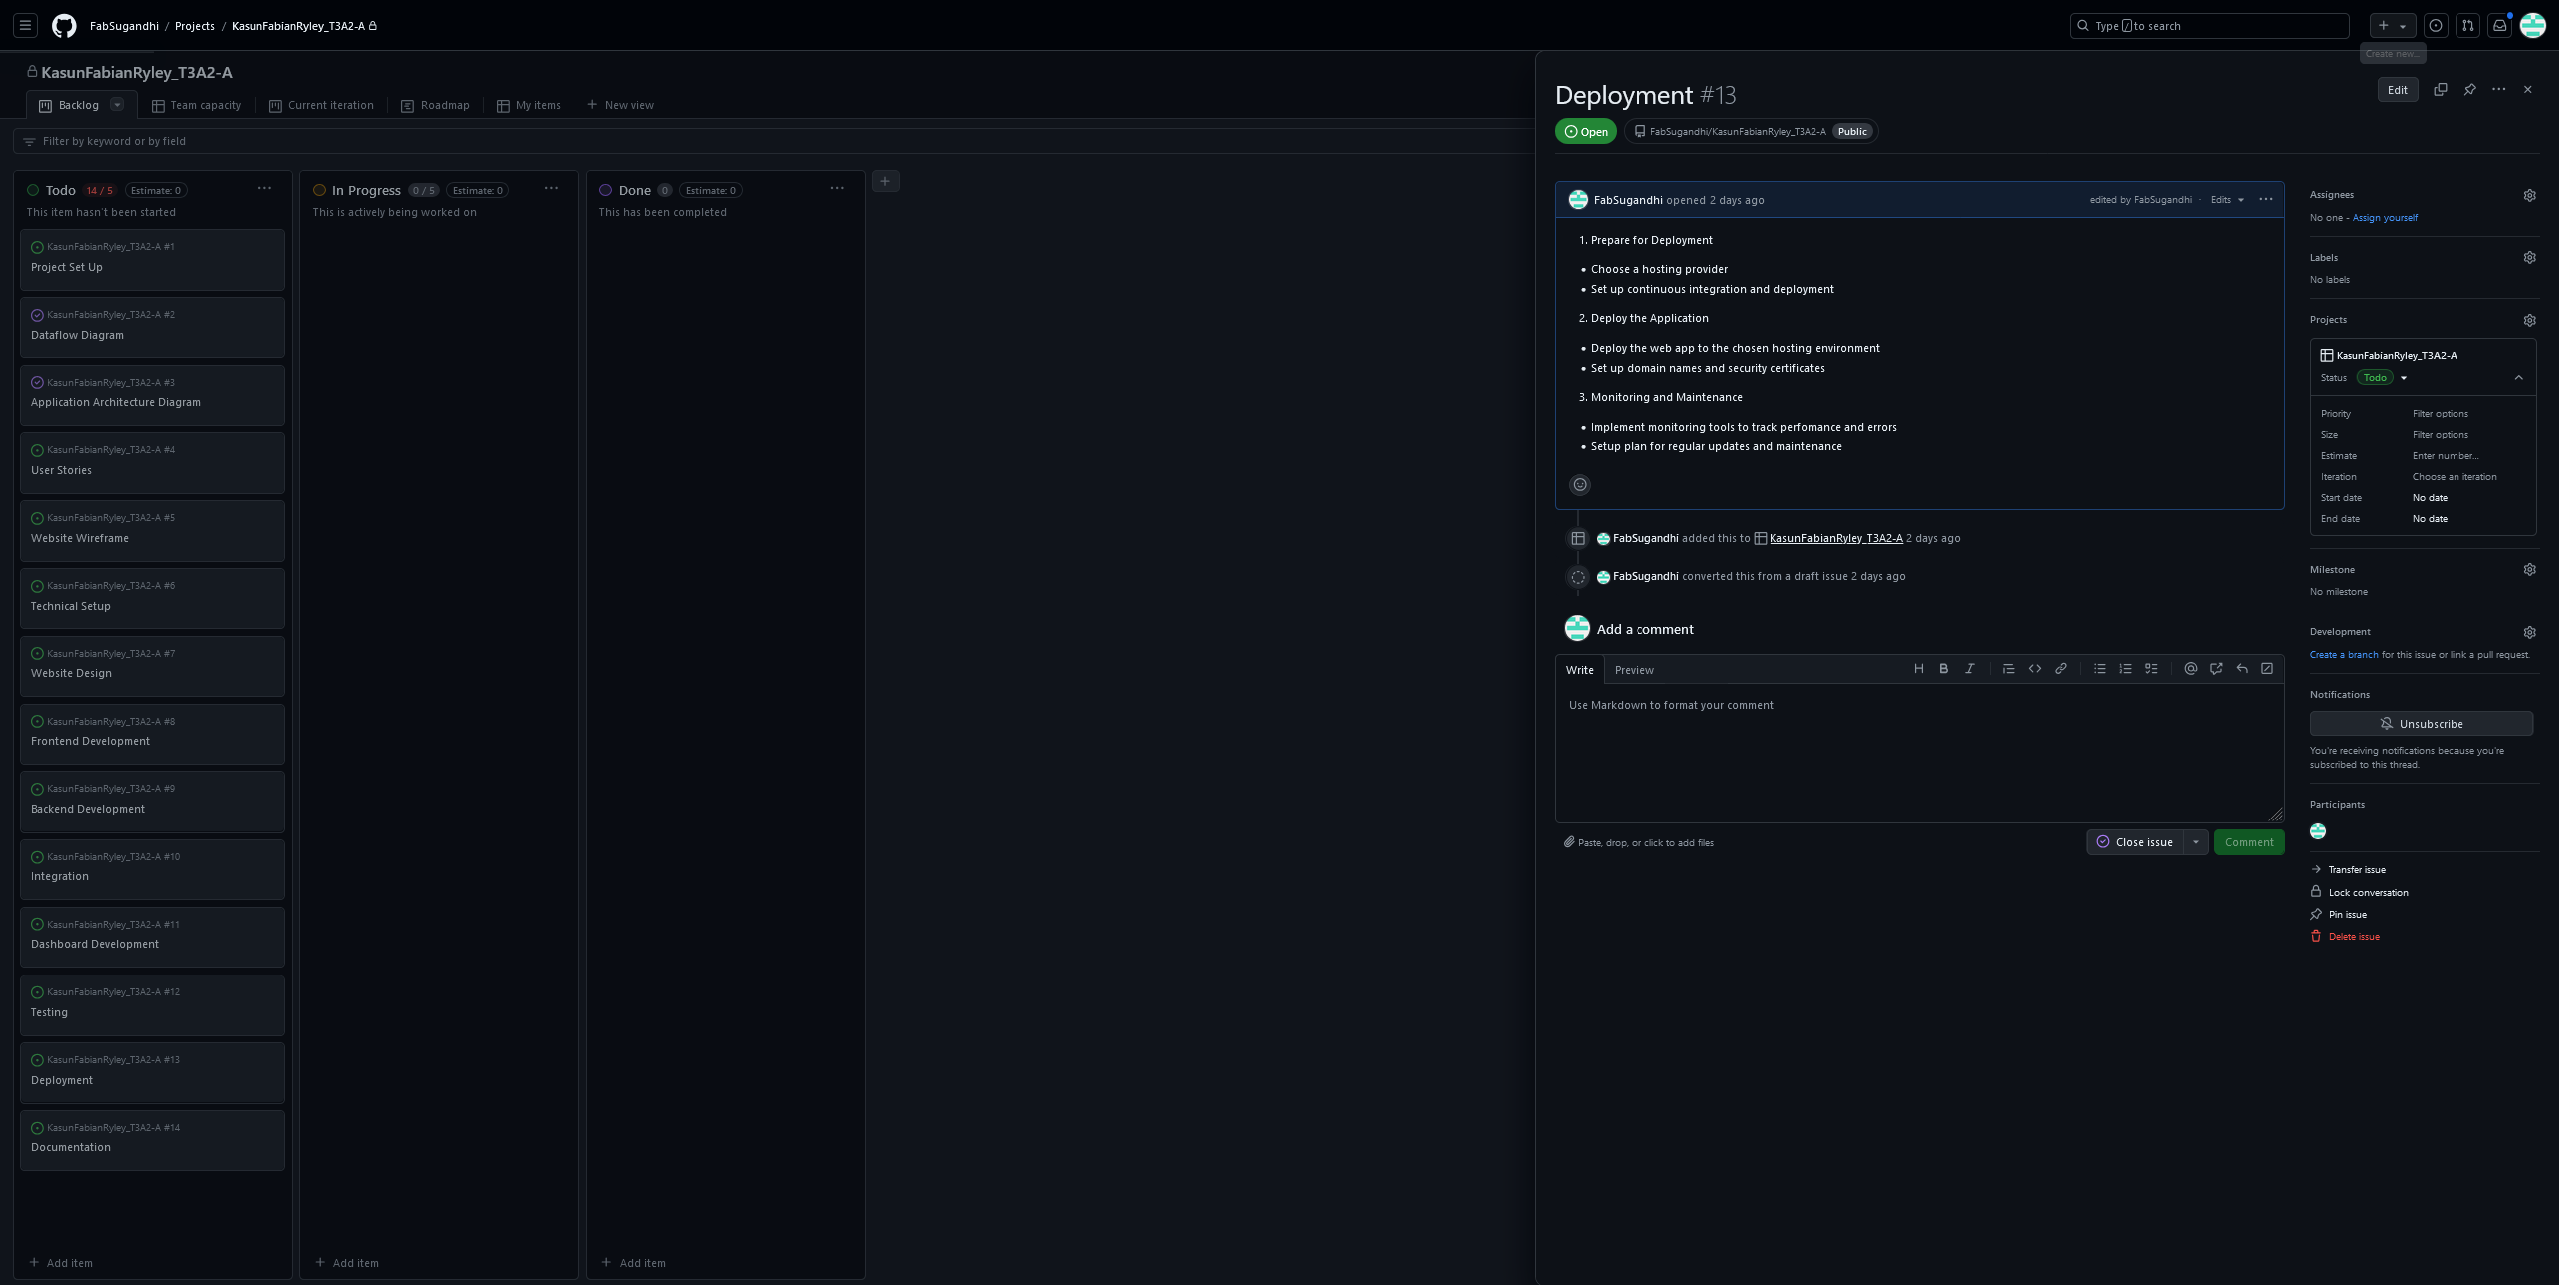 FabSugandhi / Projects / KasunFabianRyley_T3A2-A
Type / to search
Create new...
KasunFabianRyley_T3A2-A
Backlog
Team capacity
Current iteration
Roadmap
My items
New view
Filter by keyword or by field
Todo 14 / 5 Estimate: 0
This item hasn't been started
KasunFabianRyley_T3A2-A #1
Project Set Up
KasunFabianRyley_T3A2-A #2
Dataflow Diagram
KasunFabianRyley_T3A2-A #3
Application Architecture Diagram
KasunFabianRyley_T3A2-A #4
User Stories
KasunFabianRyley_T3A2-A #5
Website Wireframe
KasunFabianRyley_T3A2-A #6
Technical Setup
KasunFabianRyley_T3A2-A #7
Website Design
KasunFabianRyley_T3A2-A #8
Frontend Development
KasunFabianRyley_T3A2-A #9
Backend Development
KasunFabianRyley_T3A2-A #10
Integration
KasunFabianRyley_T3A2-A #11
Dashboard Development
KasunFabianRyley_T3A2-A #12
Testing
KasunFabianRyley_T3A2-A #13
Deployment
KasunFabianRyley_T3A2-A #14
Documentation
+ Add item
In Progress 0 / 5 Estimate: 0
This is actively being worked on
+ Add item
Done 0 Estimate: 0
This has been completed
+ Add item
Deployment #13
Edit
Open
FabSugandhi/KasunFabianRyley_T3A2-A Public
FabSugandhi opened 2 days ago
edited by FabSugandhi · Edits
1. Prepare for Deployment
• Choose a hosting provider
• Set up continuous integration and deployment
2. Deploy the Application
• Deploy the web app to the chosen hosting environment
• Set up domain names and security certificates
3. Monitoring and Maintenance
• Implement monitoring tools to track perfomance and errors
• Setup plan for regular updates and maintenance
FabSugandhi added this to KasunFabianRyley_T3A2-A 2 days ago
FabSugandhi converted this from a draft issue 2 days ago
Add a comment
Write
Preview
H B I
Use Markdown to format your comment
Paste, drop, or click to add files
Close issue
Comment
Assignees
No one - Assign yourself
Labels
No labels
Projects
KasunFabianRyley_T3A2-A
Status Todo
Priority Filter options
Size Filter options
Estimate Enter number...
Iteration Choose an iteration
Start date No date
End date No date
Milestone
No milestone
Development
Create a branch for this issue or link a pull request.
Notifications
Unsubscribe
You're receiving notifications because you're
subscribed to this thread.
Participants
Transfer issue
Lock conversation
Pin issue
Delete issue